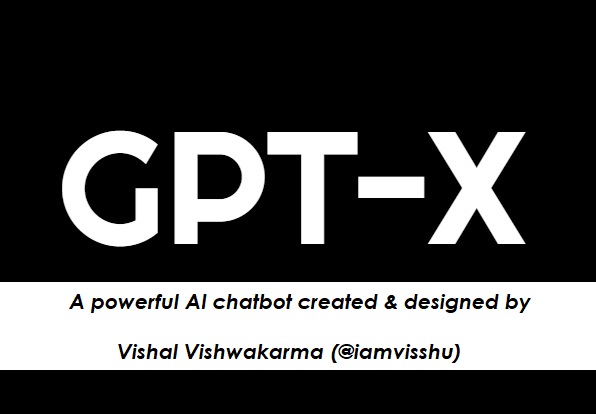 GPT-X
A powerful AI chatbot created & designed by
Vishal Vishwakarma (@iamvisshu)